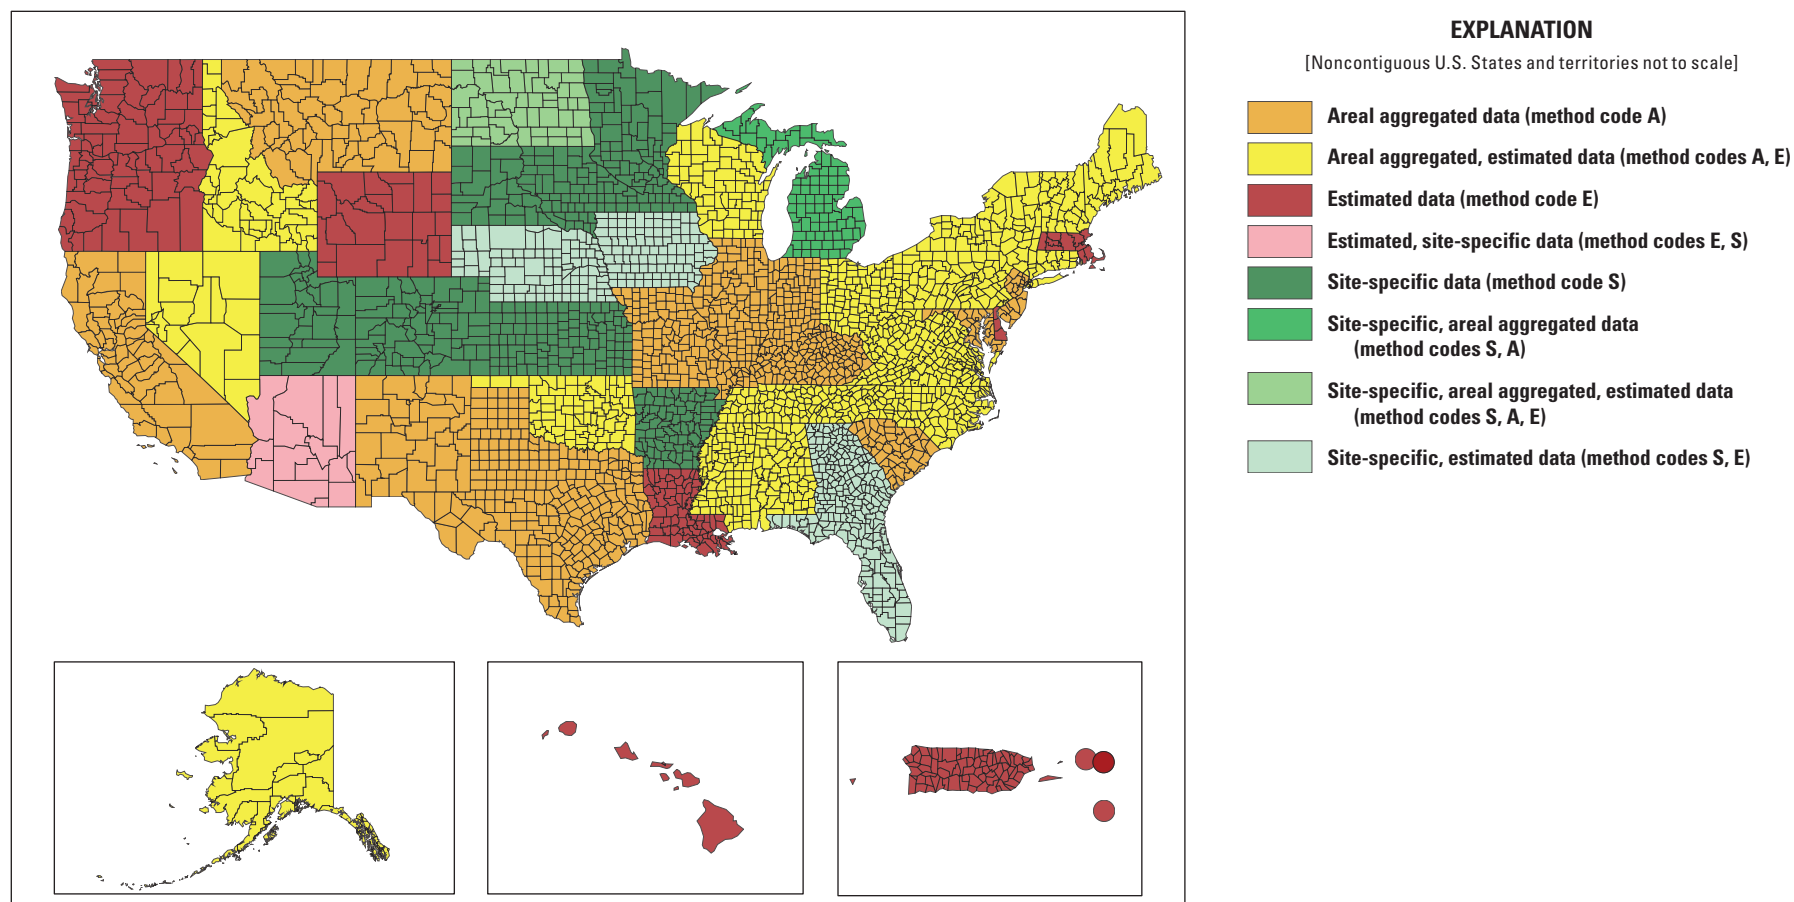 EXPLANATION
[Noncontiguous U.S. States and territories not to scale]
Areal aggregated data (method code A)
Areal aggregated, estimated data (method codes A, E)
Estimated data (method code E)
Estimated, site-specific data (method codes E, S)
Site-specific data (method code S)
Site-specific, areal aggregated data
(method codes S, A)
Site-specific, areal aggregated, estimated data
(method codes S, A, E)
Site-specific, estimated data (method codes S, E)